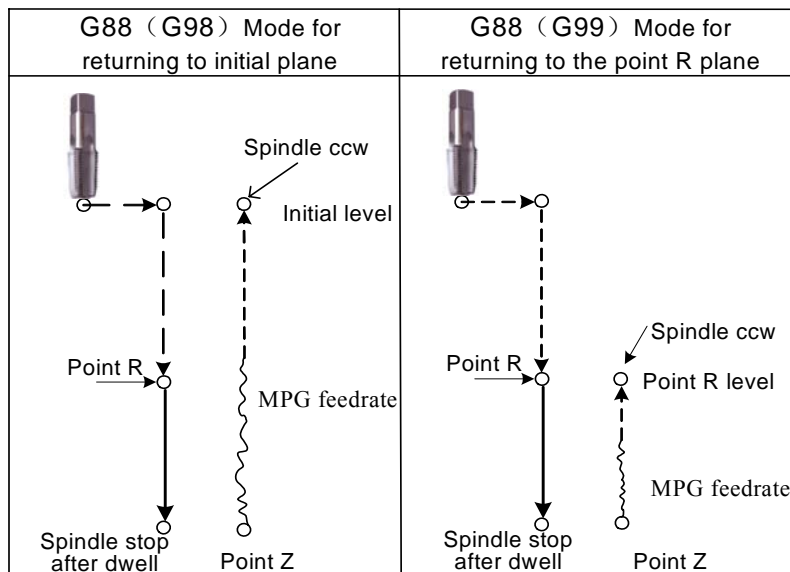 G88（G98）Mode for
returning to initial plane
Spindle ccw
Initial level
Point R
MPG feedrate
Spindle stop
after dwell
Point Z
G88（G99）Mode for
returning to the point R plane
Spindle ccw
Point R
Point R level
MPG feedrate
Spindle stop
after dwell
Point Z